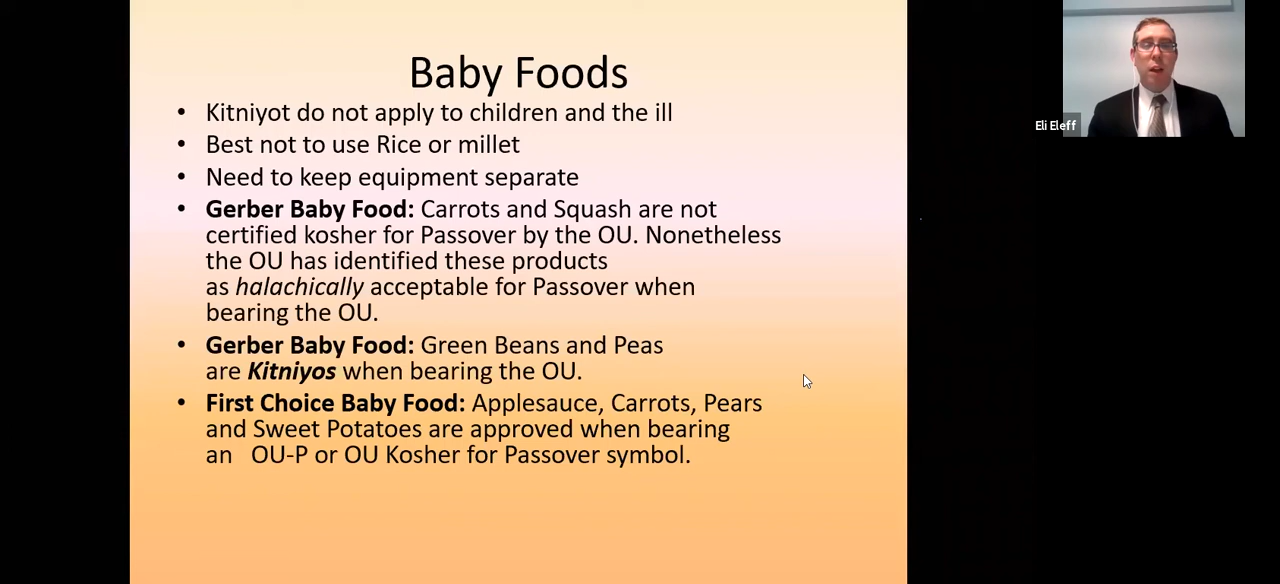 Baby Foods
• Kitniyot do not apply to children and the ill
• Best not to use Rice or millet
• Need to keep equipment separate
• Gerber Baby Food: Carrots and Squash are not
certified kosher for Passover by the OU. Nonetheless
the OU has identified these products
as halachically acceptable for Passover when
bearing the OU.
• Gerber Baby Food: Green Beans and Peas
are Kitniyos when bearing the OU.
• First Choice Baby Food: Applesauce, Carrots, Pears
and Sweet Potatoes are approved when bearing
an OU-P or OU Kosher for Passover symbol.
Eli Eleff